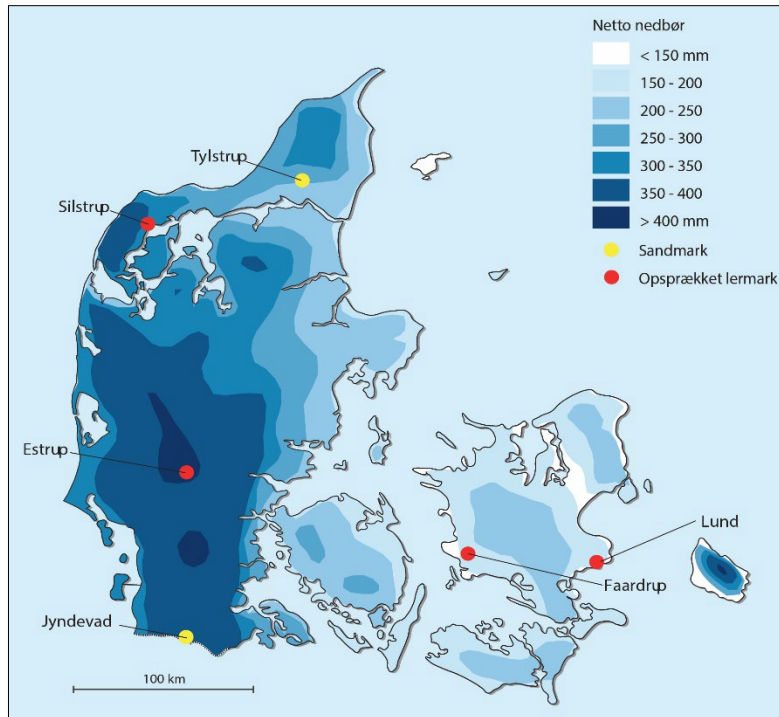 Netto nedbør
< 150 mm
150 - 200
200 - 250
250 - 300
300 - 350
350 - 400
> 400 mm
Sandmark
Opsprækket lermark
Tylstrup
Silstrup
Estrup
Lund
Faardrup
Jyndevad
100 km